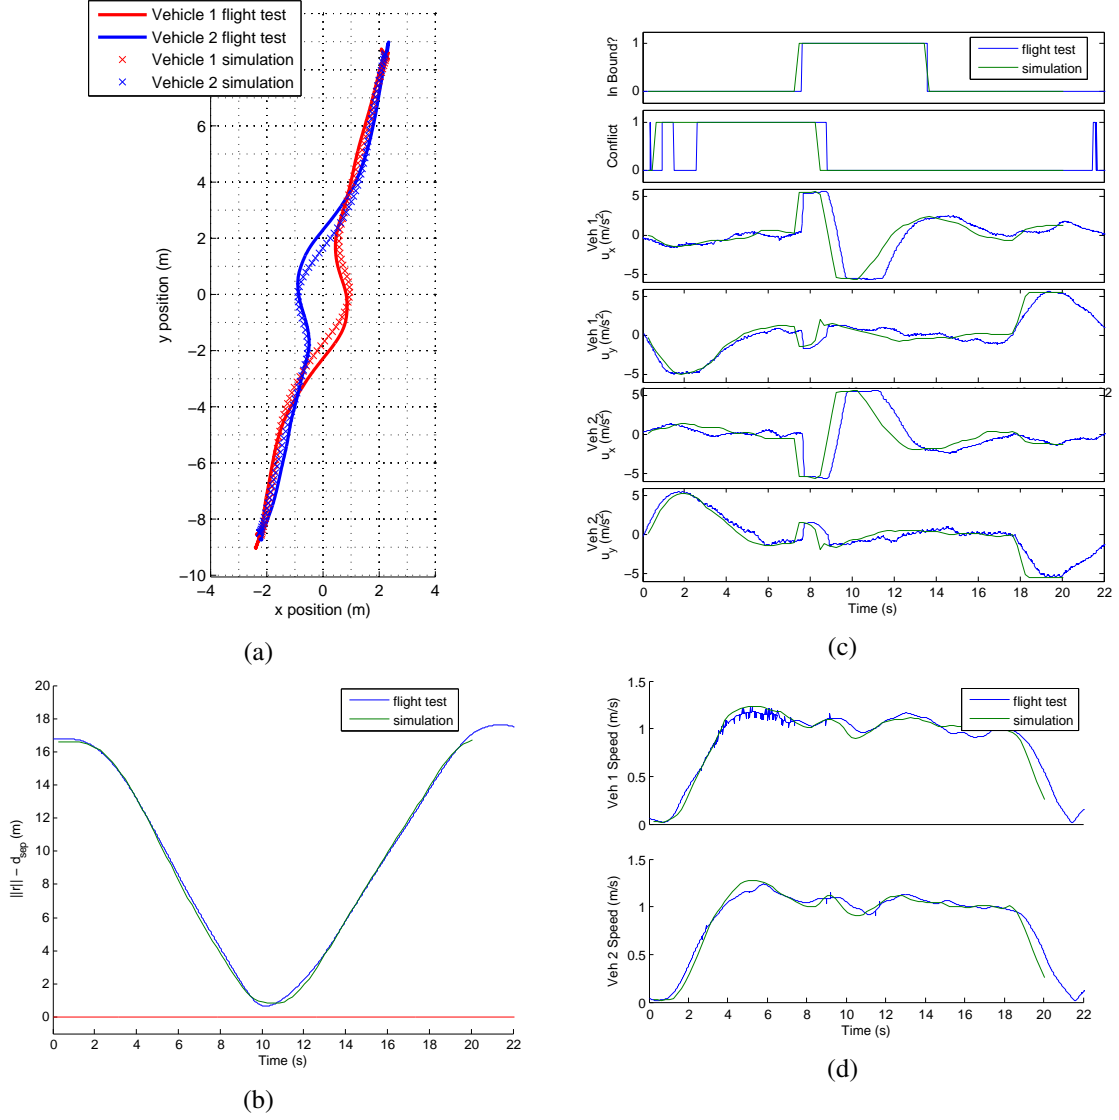 Vehicle 1 flight test
Vehicle 2 flight test
Vehicle 1 simulation
Vehicle 2 simulation
6
4
2
0
−2
−4
−6
−8
−10
y position (m)
−4 −2 0 2 4
x position (m)
(a)
flight test
simulation
1
0
In Bound?
1
0
Conflict
5
0
−5
Veh 1
u_x (m/s²)
5
0
−5
Veh 1
u_y (m/s²)
5
0
−5
Veh 2
u_x (m/s²)
5
0
−5
Veh 2
u_y (m/s²)
0 2 4 6 8 10 12 14 16 18 20 22
Time (s)
(c)
flight test
simulation
20
18
16
14
12
10
8
6
4
2
0
||r|| − d_sep (m)
0 2 4 6 8 10 12 14 16 18 20 22
Time (s)
(b)
flight test
simulation
1.5
1
0.5
0
Veh 1 Speed (m/s)
1.5
1
0.5
0
Veh 2 Speed (m/s)
0 2 4 6 8 10 12 14 16 18 20 22
Time (s)
(d)